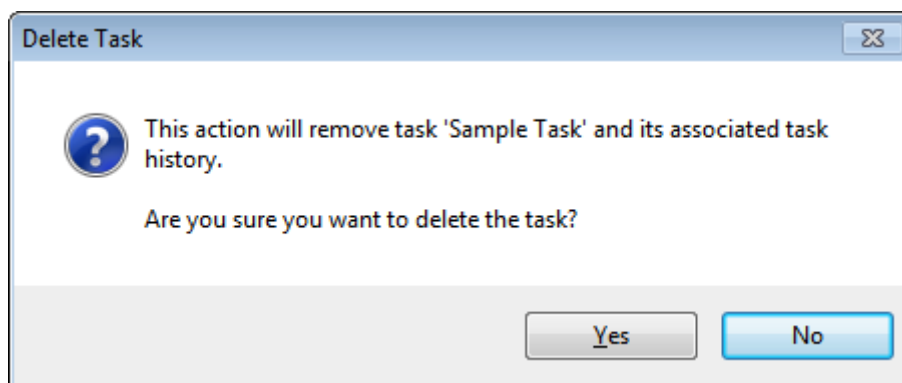 Delete Task
This action will remove task 'Sample Task' and its associated task
history.
Are you sure you want to delete the task?
Yes
No